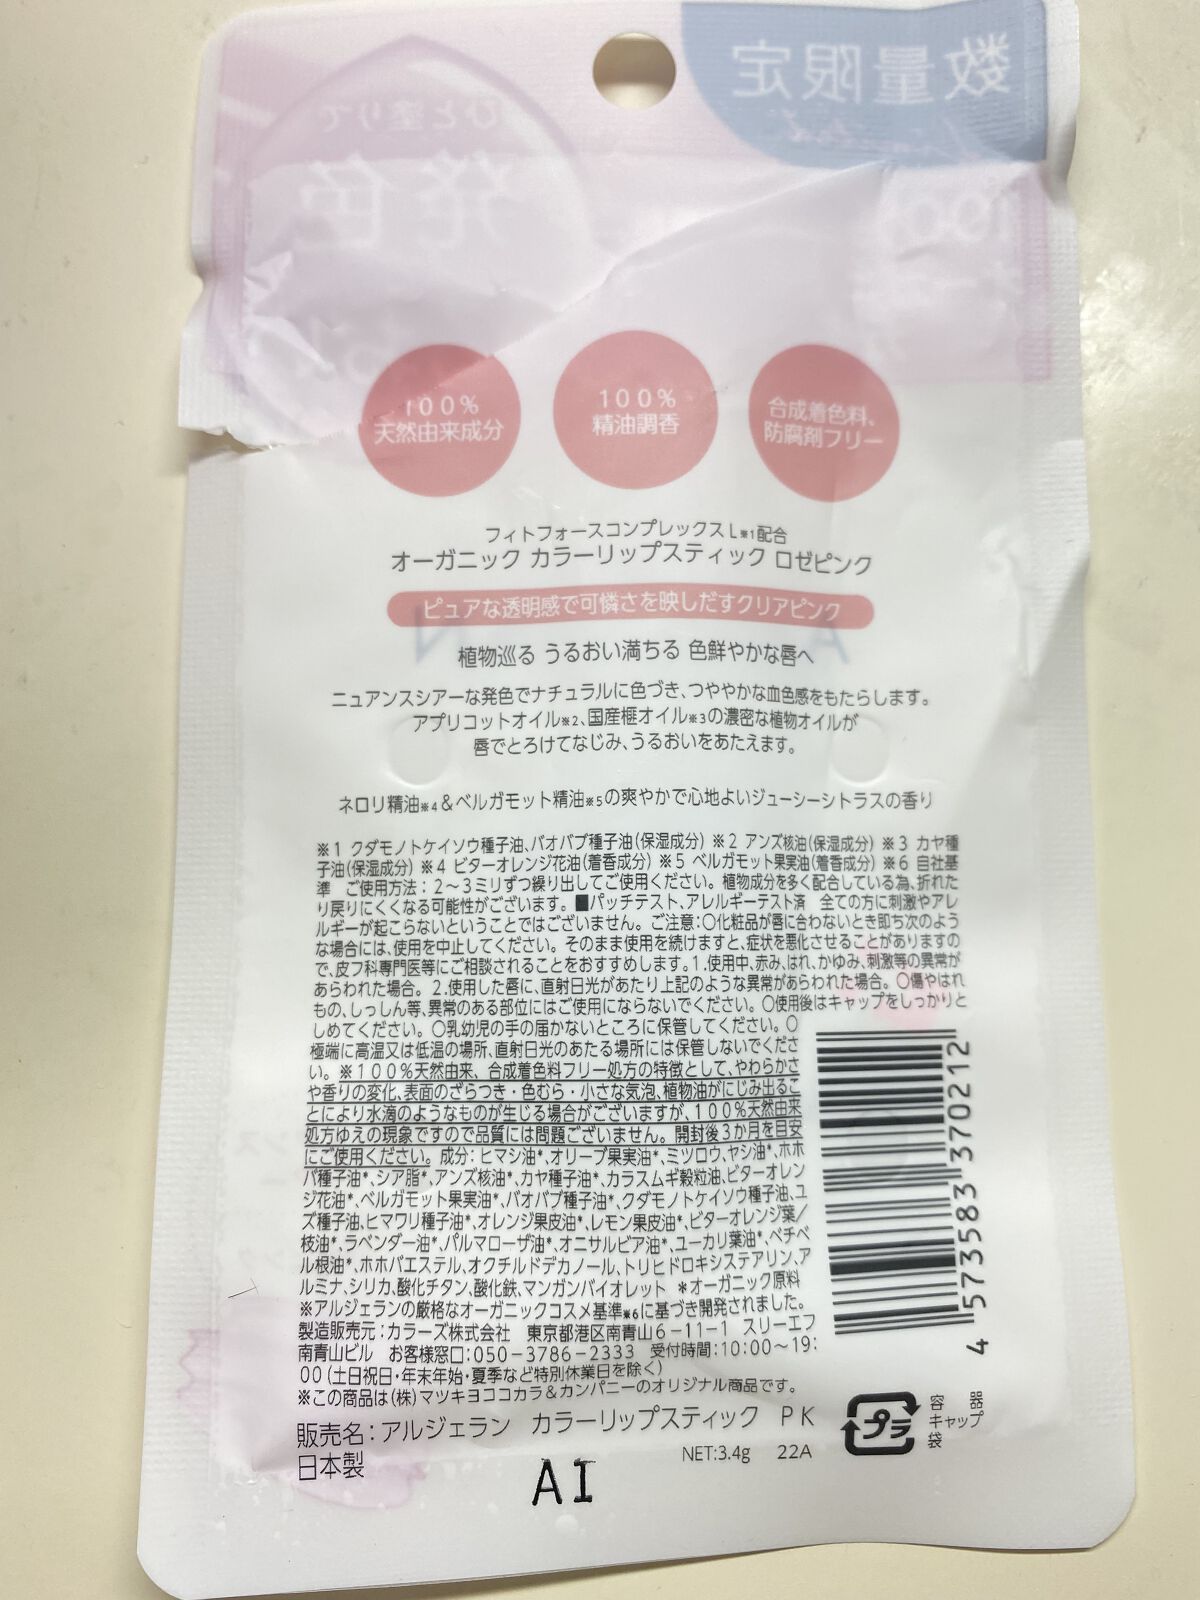 数量限定
ひと塗りで
発色
100%
天然由来成分
100%
精油調香
合成着色料、
防腐剤フリー
フィトフォースコンプレックスL※1配合
オーガニック カラーリップスティック ロゼピンク
ピュアな透明感で可憐さを映しだすクリアピンク
植物巡る うるおい満ちる 色鮮やかな唇へ
ニュアンスシアーな発色でナチュラルに色づき、つややかな血色感をもたらします。
アプリコットオイル※2、国産榧オイル※3の濃密な植物オイルが
唇でとろけてなじみ、うるおいをあたえます。
ネロリ精油※4&ベルガモット精油※5の爽やかで心地よいジューシーシトラスの香り
※1 クダモノトケイソウ種子油、バオバブ種子油(保湿成分) ※2 アンズ核油(保湿成分) ※3 カヤ種
子油(保湿成分) ※4 ビターオレンジ花油(着香成分) ※5 ベルガモット果実油(着香成分) ※6 自社基
準 ご使用方法:2〜3ミリずつ繰り出してご使用ください。植物成分を多く配合している為、折れた
り戻りにくくなる可能性がございます。■パッチテスト、アレルギーテスト済 全ての方に刺激やアレ
ルギーが起こらないということではございません。ご注意:○化粧品が唇に合わないとき即ち次のよう
な場合には、使用を中止してください。そのまま使用を続けますと、症状を悪化させることがありますの
で、皮フ科専門医等にご相談されることをおすすめします。1.使用中、赤み、はれ、かゆみ、刺激等の異常が
あらわれた場合。2.使用した唇に、直射日光があたり上記のような異常があらわれた場合。○傷やはれ
もの、しっしん等、異常のある部位にはご使用にならないでください。○使用後はキャップをしっかりと
しめてください。○乳幼児の手の届かないところに保管してください。○
極端に高温又は低温の場所、直射日光のあたる場所には保管しないでくださ
い。※100%天然由来、合成着色料フリー処方の特徴として、やわらかさ
や香りの変化、表面のざらつき・色むら・小さな気泡、植物油がにじみ出るこ
とにより水滴のようなものが生じる場合がございますが、100%天然由来
処方ゆえの現象ですので品質には問題ございません。開封後3か月を目安
にご使用ください。成分:ヒマシ油*、オリーブ果実油*、ミツロウ、ヤシ油*、ホホ
バ種子油*、シア脂*、アンズ核油*、カヤ種子油*、カラスムギ穀粒油、ビターオレン
ジ花油*、ベルガモット果実油*、バオバブ種子油*、クダモノトケイソウ種子油、ユ
ズ種子油、ヒマワリ種子油*、オレンジ果皮油*、レモン果皮油*、ビターオレンジ葉/
枝油*、ラベンダー油*、パルマローザ油*、オニサルビア油*、ユーカリ葉油*、ベチベ
ル根油*、ホホバエステル、オクチルドデカノール、トリヒドロキシステアリン、ア
ルミナ、シリカ、酸化チタン、酸化鉄、マンガンバイオレット *オーガニック原料
※アルジェランの厳格なオーガニックコスメ基準※6に基づき開発されました。
製造販売元:カラーズ株式会社 東京都港区南青山6-11-1 スリーエフ
南青山ビル お客様窓口:050-3786-2333 受付時間:10:00〜19:
00(土日祝日・年末年始・夏季など特別休業日を除く)
※この商品は(株)マツキヨココカラ&カンパニーのオリジナル商品です。
販売名:アルジェラン カラーリップスティック PK
日本製
NET:3.4g 22A
AI
4573583370212
プラ
容器
キャップ
袋